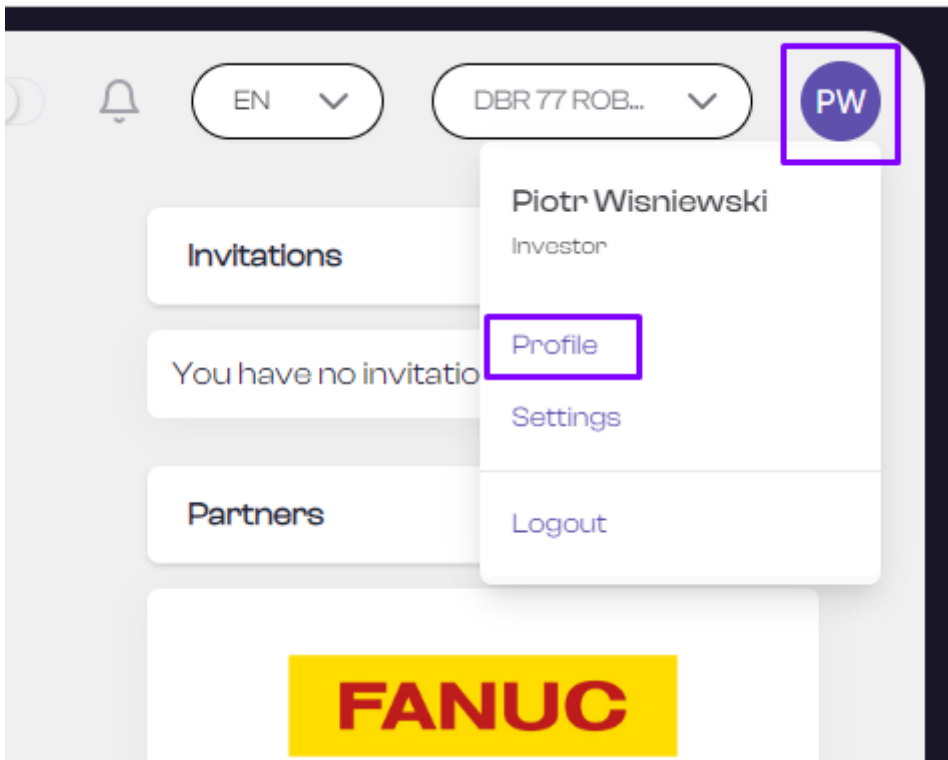 EN
DBR 77 ROB...
PW
Piotr Wisniewski
Investor
Profile
Settings
Logout
Invitations
You have no invitatio
Partners
FANUC